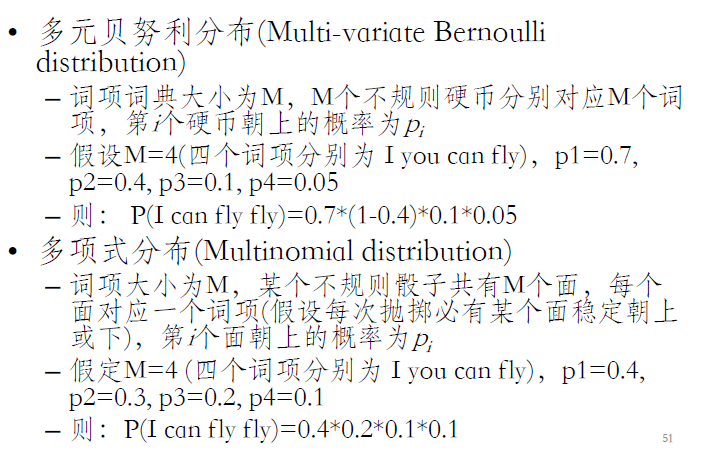 • 多元贝努利分布(Multi-variate Bernoulli
distribution)
– 词项词典大小为M，M个不规则硬币分别对应M个词
项，第i个硬币朝上的概率为pi
– 假设M=4(四个词项分别为 I you can fly)，p1=0.7,
p2=0.4, p3=0.1, p4=0.05
– 则： P(I can fly fly)=0.7*(1-0.4)*0.1*0.05
• 多项式分布(Multinomial distribution)
– 词项大小为M，某个不规则骰子共有M个面，每个
面对应一个词项(假设每次抛掷必有某个面稳定朝上
或下)，第i个面朝上的概率为pi
– 假定M=4 (四个词项分别为 I you can fly)，p1=0.4,
p2=0.3, p3=0.2, p4=0.1
– 则：P(I can fly fly)=0.4*0.2*0.1*0.1
51